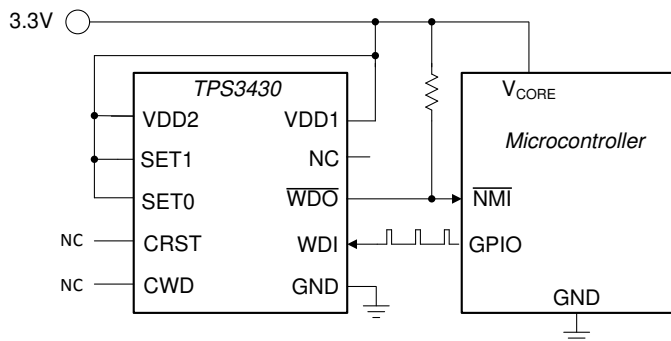 3.3V
TPS3430
VDD2
VDD1
SET1
NC
SET0
WDO
NC
CRST
WDI
NC
CWD
GND
VCORE
Microcontroller
NMI
GPIO
GND